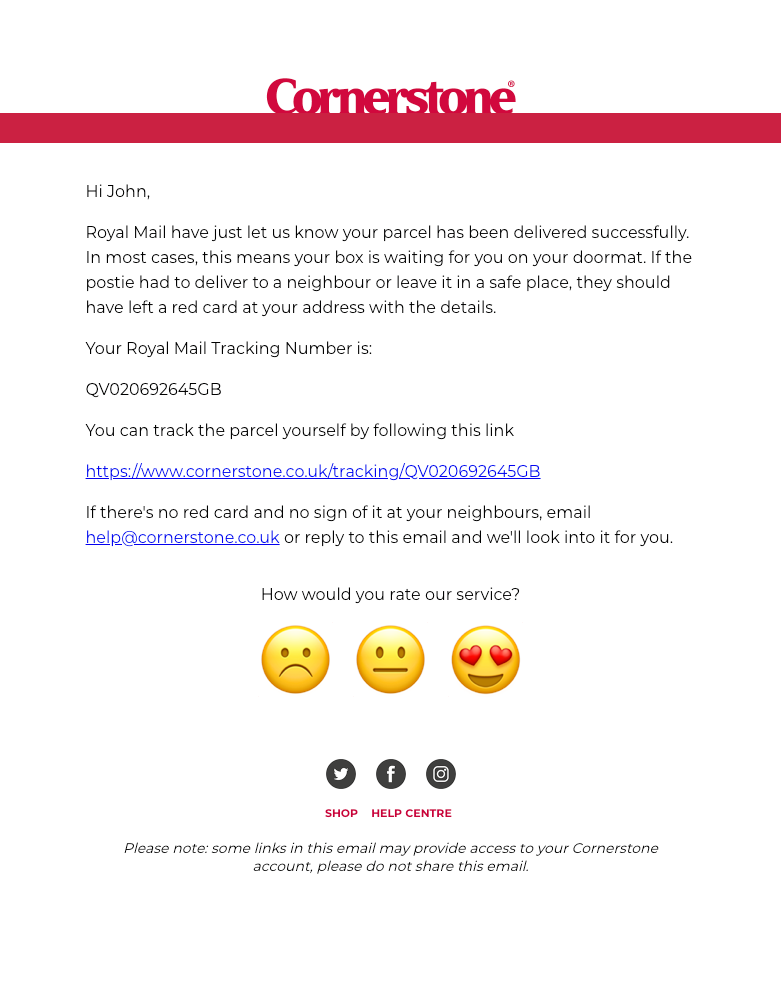 Cornerstone®
Hi John,
Royal Mail have just let us know your parcel has been delivered successfully.
In most cases, this means your box is waiting for you on your doormat. If the
postie had to deliver to a neighbour or leave it in a safe place, they should
have left a red card at your address with the details.
Your Royal Mail Tracking Number is:
QV020692645GB
You can track the parcel yourself by following this link
https://www.cornerstone.co.uk/tracking/QV020692645GB
If there's no red card and no sign of it at your neighbours, email
help@cornerstone.co.uk or reply to this email and we'll look into it for you.
How would you rate our service?
SHOP HELP CENTRE
Please note: some links in this email may provide access to your Cornerstone
account, please do not share this email.